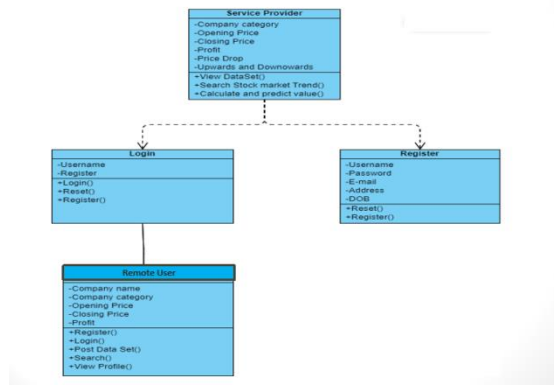 Service Provider
-Company category
-Opening Price
-Closing Price
-Profit
-Price Drop
-Upwards and Downowards
+View DataSet()
+Search Stock market Trend()
+Calculate and predict value()
Login
-Username
-Register
+Login()
+Reset()
+Register()
Register
-Username
-Password
-E-mail
-Address
-DOB
+Reset()
+Register()
Remote User
-Company name
-Company category
-Opening Price
-Closing Price
-Profit
+Register()
+Login()
+Post Data Set()
+Search()
+View Profile()